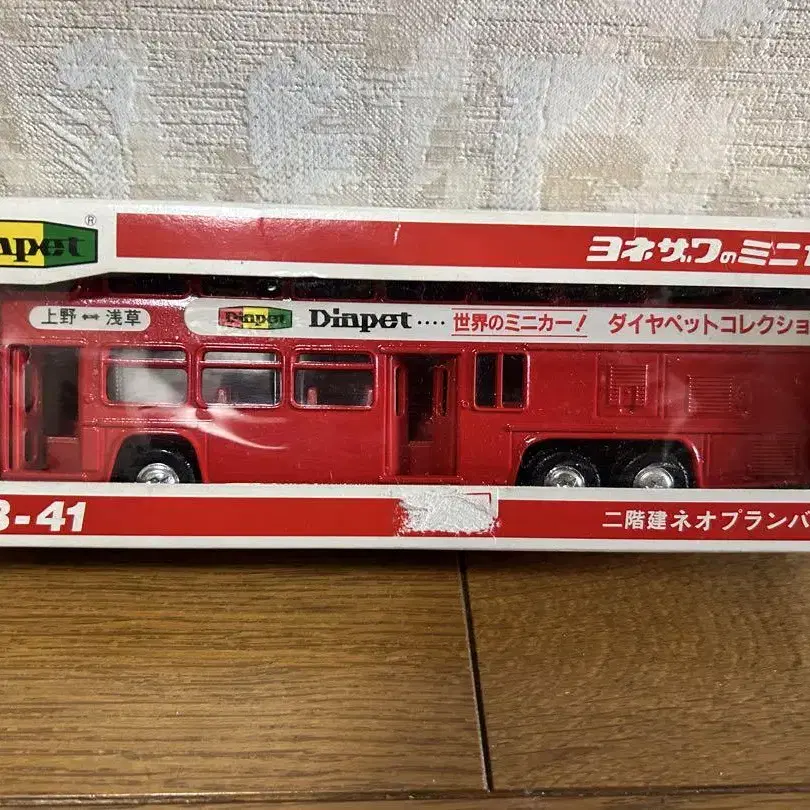 apet ®
ヨネザワのミニ
上野 ↔ 浅草
Diapet
Diapet‥‥世界のミニカー! ダイヤペットコレクショ
-41
二階建ネオプランバ